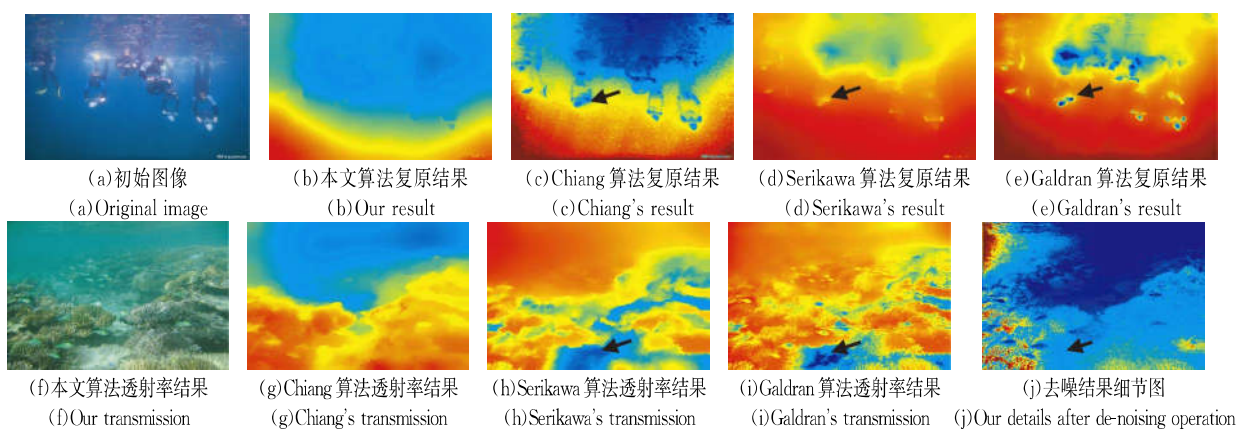 (a)初始图像
(b)本文算法复原结果
(c)Chiang 算法复原结果
(d)Serikawa 算法复原结果
(e)Galdran 算法复原结果
(a)Original image
(b)Our result
(c)Chiang's result
(d)Serikawa's result
(e)Galdran's result
(f)本文算法透射率结果
(g)Chiang 算法透射率结果
(h)Serikawa 算法透射率结果
(i)Galdran 算法透射率结果
(j)去噪结果细节图
(f)Our transmission
(g)Chiang's transmission
(h)Serikawa's transmission
(i)Galdran's transmission
(j)Our details after de-noising operation